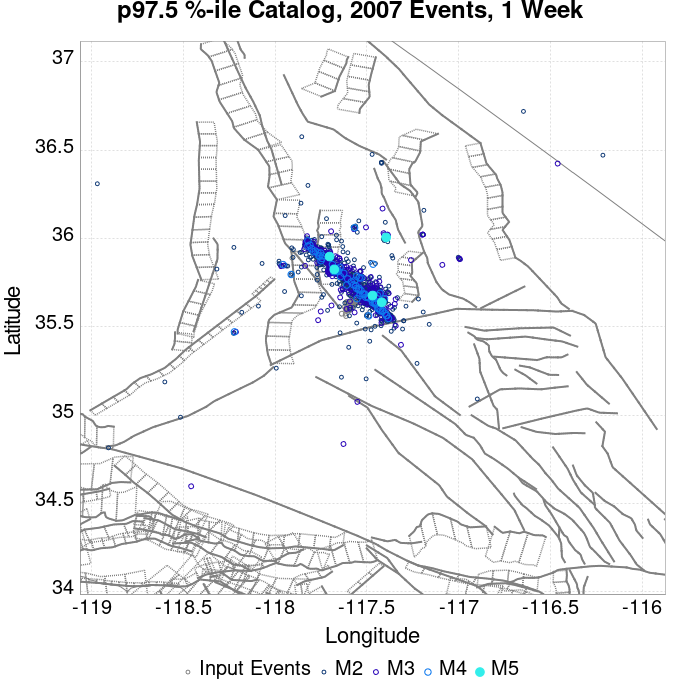 p97.5 %-ile Catalog, 2007 Events, 1 Week
37
36.5
36
35.5
35
34.5
34
Latitude
-119
-118.5
-118
-117.5
-117
-116.5
-116
Longitude
Input Events
M2
M3
M4
M5